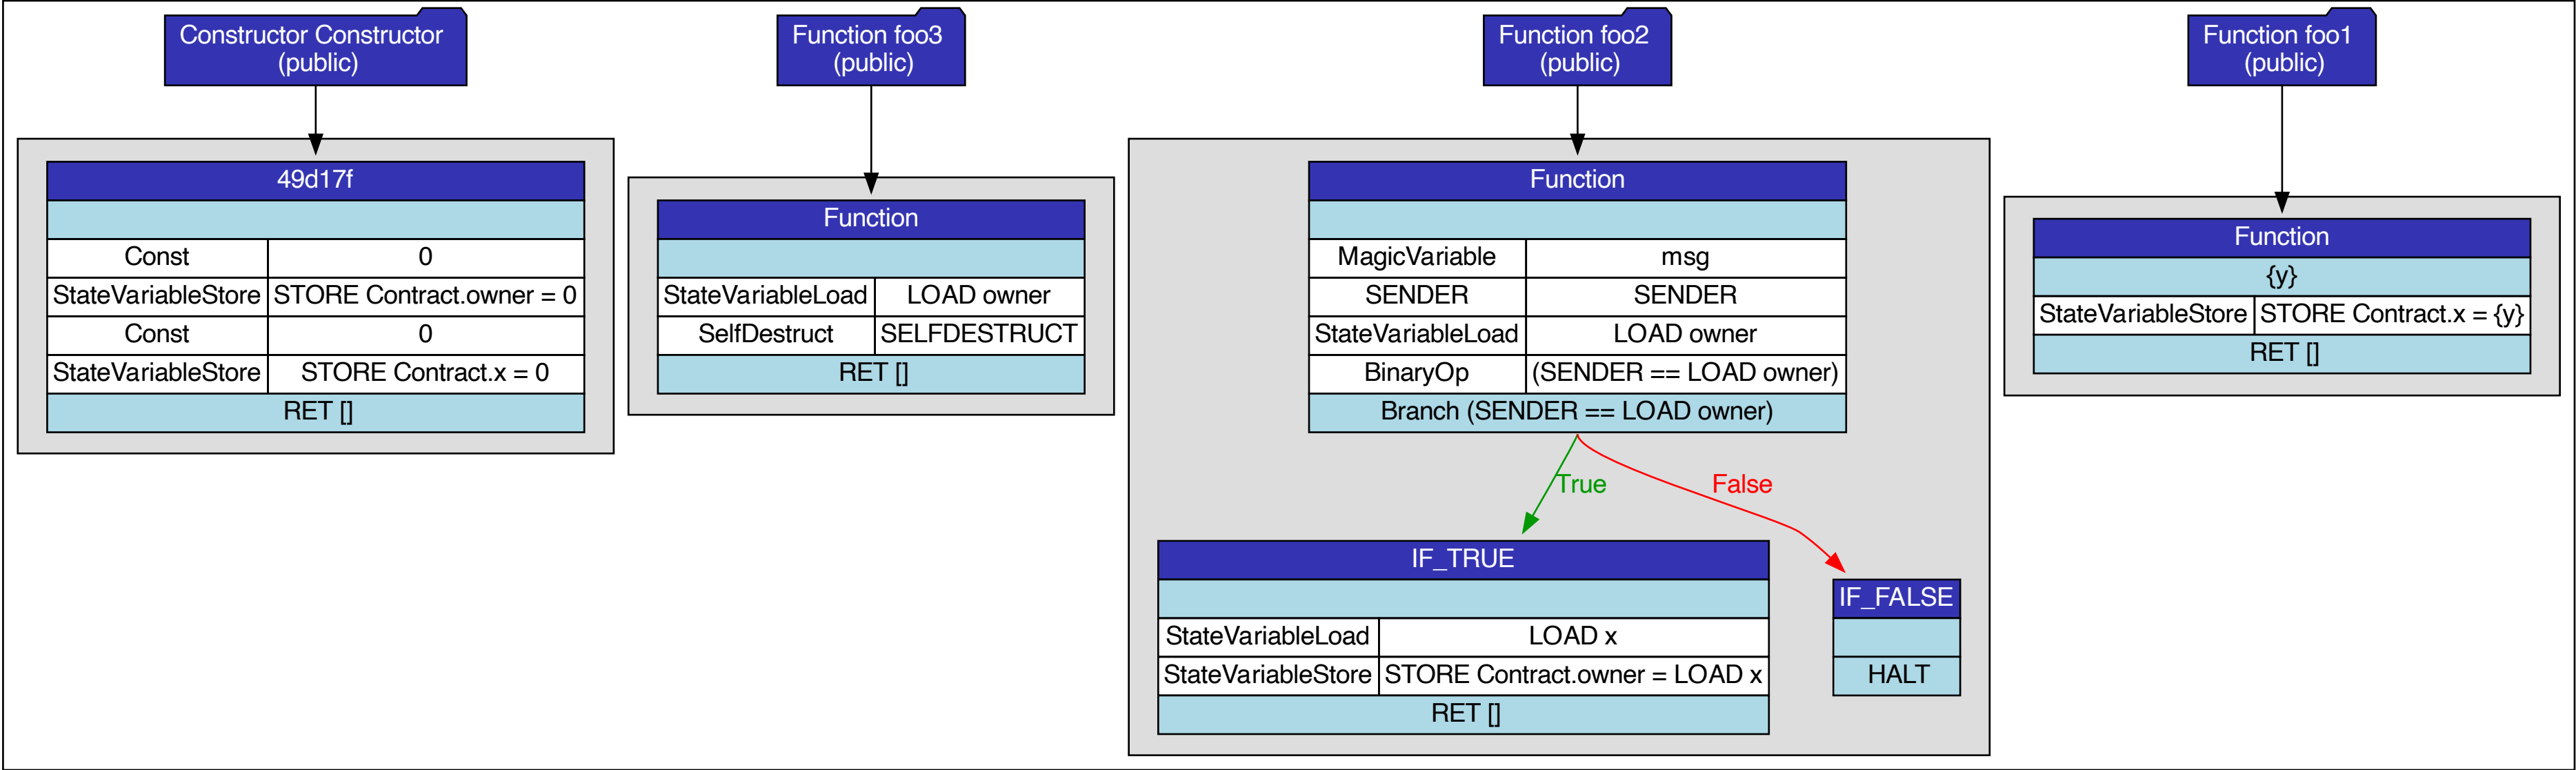 Constructor Constructor
(public)
49d17f
Const 0
StateVariableStore STORE Contract.owner = 0
Const 0
StateVariableStore STORE Contract.x = 0
RET []
Function foo3
(public)
Function
StateVariableLoad LOAD owner
SelfDestruct SELFDESTRUCT
RET []
Function foo2
(public)
Function
MagicVariable msg
SENDER SENDER
StateVariableLoad LOAD owner
BinaryOp (SENDER == LOAD owner)
Branch (SENDER == LOAD owner)
True
False
IF_TRUE
StateVariableLoad LOAD x
StateVariableStore STORE Contract.owner = LOAD x
RET []
IF_FALSE
HALT
Function foo1
(public)
Function
{y}
StateVariableStore STORE Contract.x = {y}
RET []